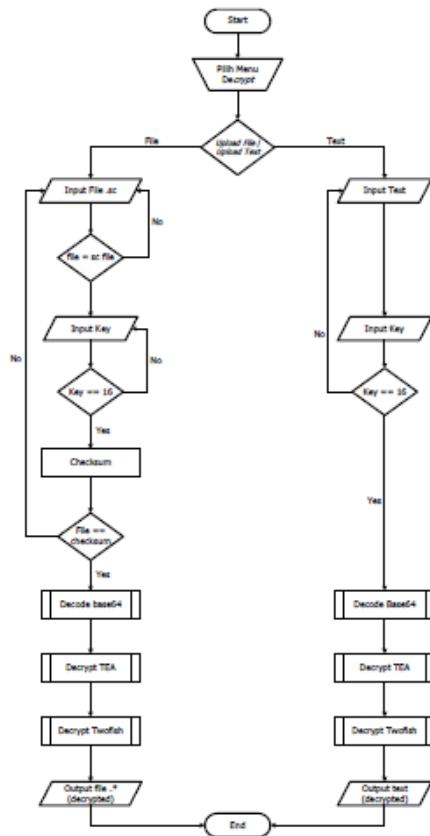 Start
Pilih Menu
Decrypt
Upload File /
Upload Text
File
Text
Input File .sc
Input Text
No
file = sc file
Input Key
Input Key
No
No
No
Key == 16
Key == 16
Yes
Checksum
File ==
checksum
Yes
Yes
Decode base64
Decode Base64
Decrypt TEA
Decrypt TEA
Decrypt Twofish
Decrypt Twofish
Output file .*
(decrypted)
Output text
(decrypted)
End